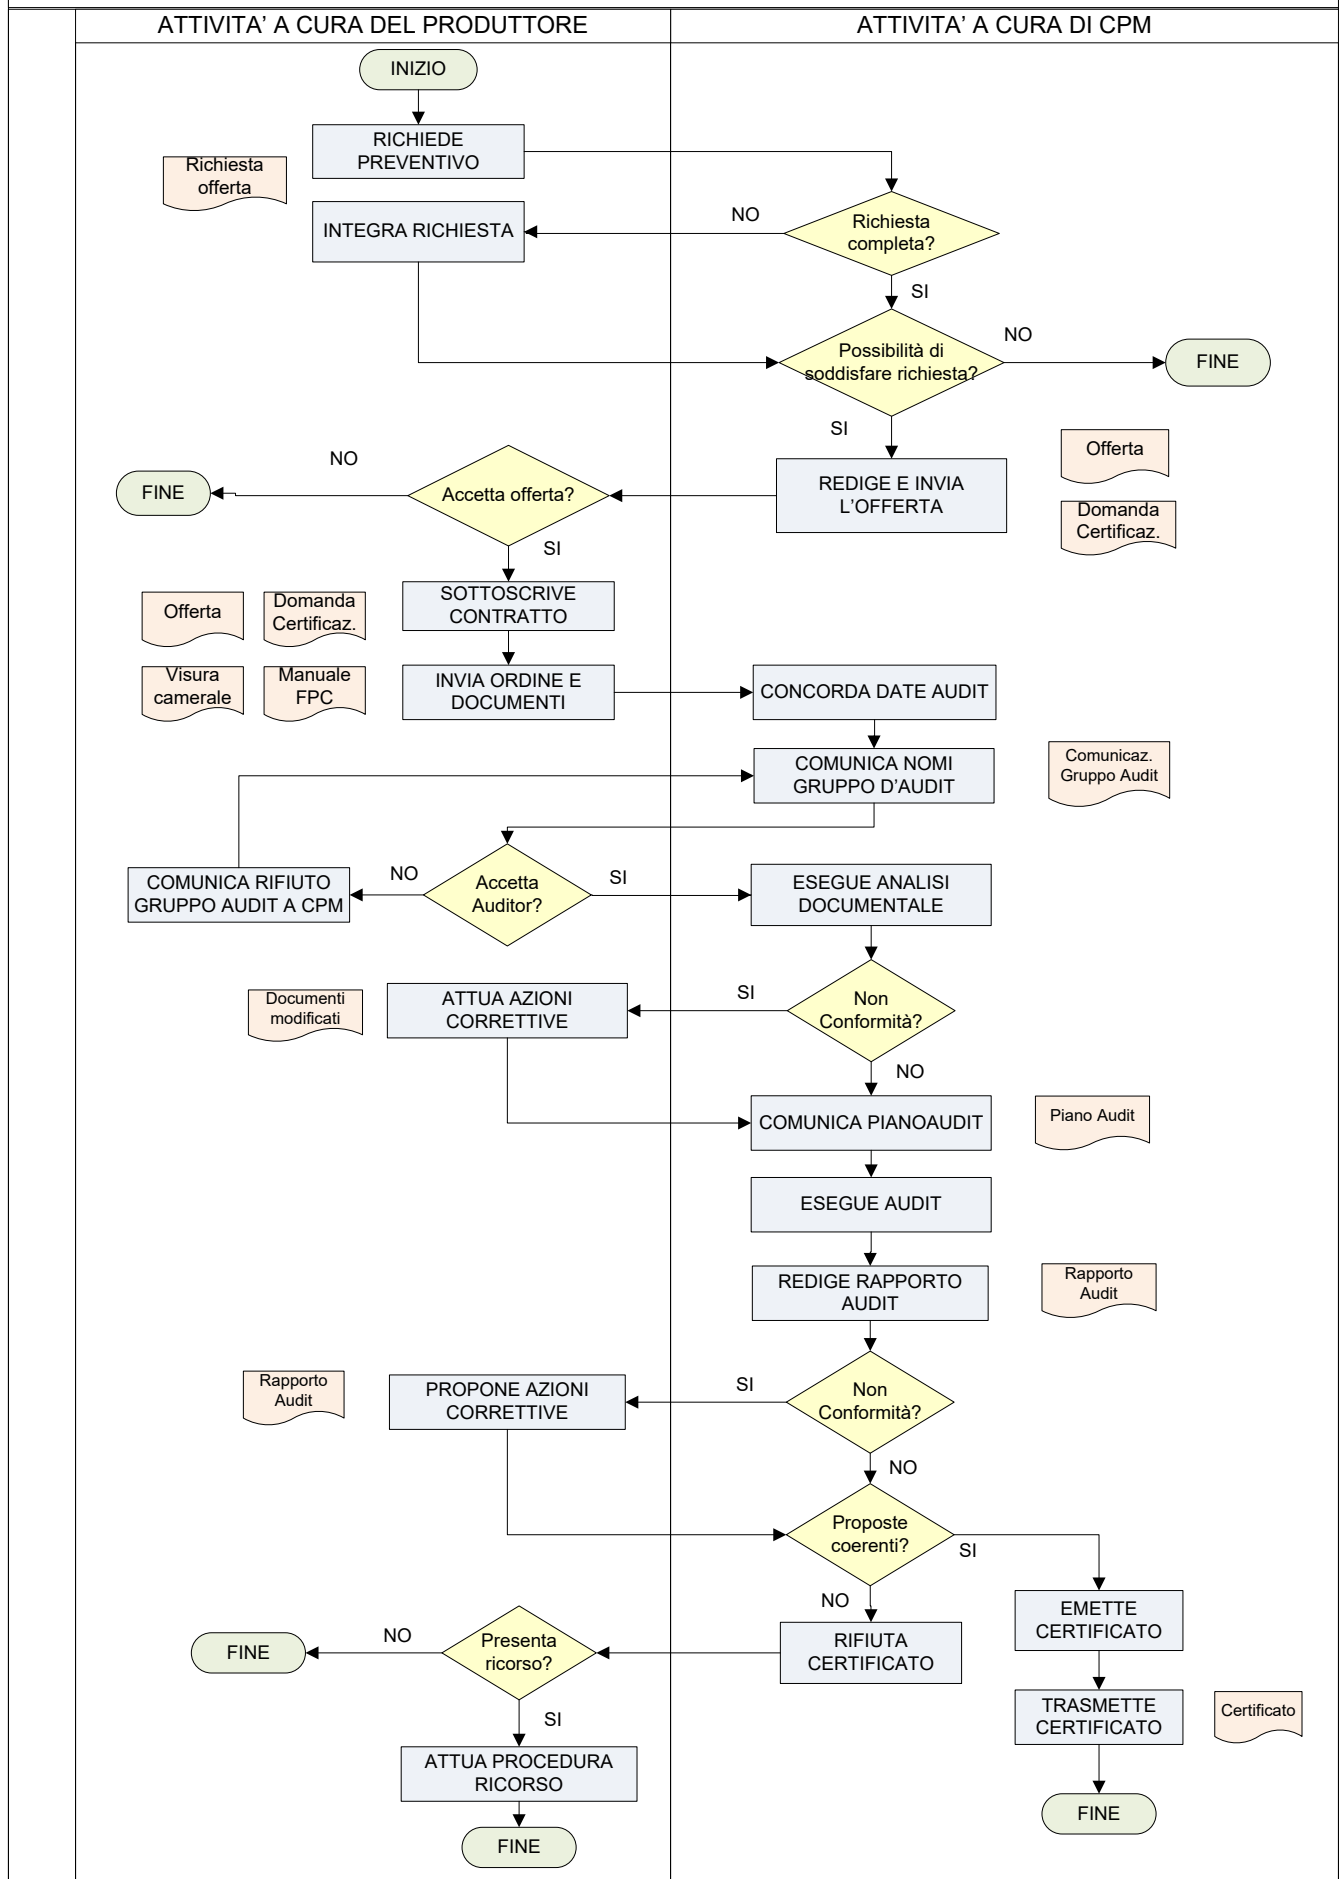 ATTIVITA' A CURA DEL PRODUTTORE
ATTIVITA' A CURA DI CPM
INIZIO
RICHIEDE
PREVENTIVO
Richiesta
offerta
INTEGRA RICHIESTA
NO
Richiesta
completa?
SI
Possibilità di
soddisfare richiesta?
NO
FINE
SI
Offerta
REDIGE E INVIA
L'OFFERTA
Domanda
Certificaz.
NO
FINE
Accetta offerta?
SI
Offerta
Domanda
Certificaz.
SOTTOSCRIVE
CONTRATTO
Visura
camerale
Manuale
FPC
INVIA ORDINE E
DOCUMENTI
CONCORDA DATE AUDIT
COMUNICA NOMI
GRUPPO D'AUDIT
Comunicaz.
Gruppo Audit
COMUNICA RIFIUTO
GRUPPO AUDIT A CPM
NO
Accetta
Auditor?
SI
ESEGUE ANALISI
DOCUMENTALE
Documenti
modificati
ATTUA AZIONI
CORRETTIVE
SI
Non
Conformità?
NO
COMUNICA PIANOAUDIT
Piano Audit
ESEGUE AUDIT
REDIGE RAPPORTO
AUDIT
Rapporto
Audit
Rapporto
Audit
PROPONE AZIONI
CORRETTIVE
SI
Non
Conformità?
NO
Proposte
coerenti?
SI
NO
EMETTE
CERTIFICATO
FINE
NO
Presenta
ricorso?
RIFIUTA
CERTIFICATO
SI
TRASMETTE
CERTIFICATO
Certificato
ATTUA PROCEDURA
RICORSO
FINE
FINE